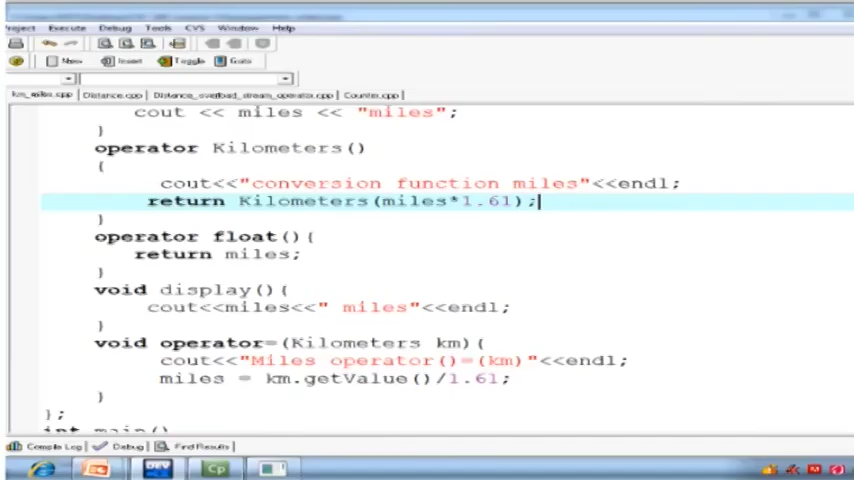 Project Execute Debug Tools CVS Window Help
New Insert Toggle Goto
km_miles.cpp Distance.cpp Distance_overload_stream_operator.cpp Counter.cpp
cout << miles << "miles";
}
operator Kilometers()
{
cout<<"conversion function miles"<<endl;
return Kilometers(miles*1.61);
}
operator float(){
return miles;
}
void display(){
cout<<miles<<" miles"<<endl;
}
void operator=(Kilometers km){
cout<<"Miles operator()=(km)"<<endl;
miles = km.getValue()/1.61;
}
};
int main()
Compile Log Debug Find Results
DEV Cp